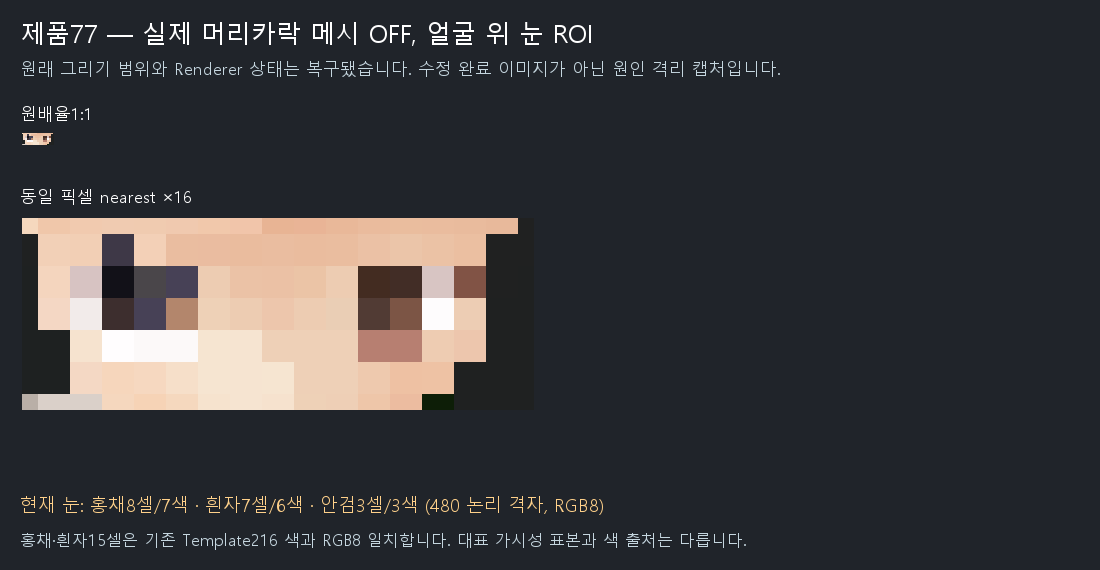 제품77 — 실제 머리카락 메시 OFF, 얼굴 위 눈 ROI
원래 그리기 범위와 Renderer 상태는 복구됐습니다. 수정 완료 이미지가 아닌 원인 격리 캡처입니다.
원배율1:1
동일 픽셀 nearest ×16
현재 눈: 홍채8셀/7색 · 흰자7셀/6색 · 안검3셀/3색 (480 논리 격자, RGB8)
홍채·흰자15셀은 기존 Template216 색과 RGB8 일치합니다. 대표 가시성 표본과 색 출처는 다릅니다.